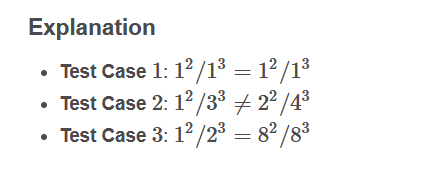 Explanation
• Test Case 1: 1²/1³ = 1²/1³
• Test Case 2: 1²/3³ ≠ 2²/4³
• Test Case 3: 1²/2³ = 8²/8³